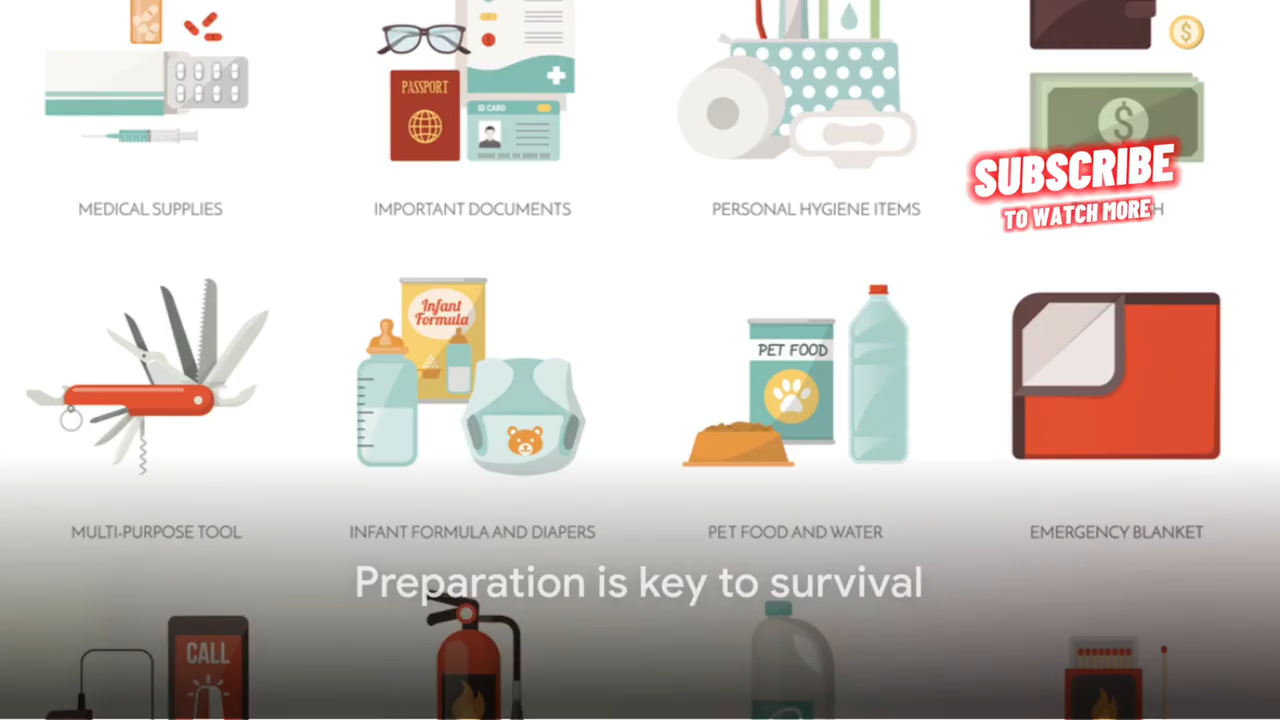 PASSPORT
ID CARD
$
$
MEDICAL SUPPLIES
IMPORTANT DOCUMENTS
PERSONAL HYGIENE ITEMS
SUBSCRIBE
TO WATCH MORE
Infant
Formula
PET FOOD
MULTI-PURPOSE TOOL
INFANT FORMULA AND DIAPERS
PET FOOD AND WATER
EMERGENCY BLANKET
Preparation is key to survival
CALL